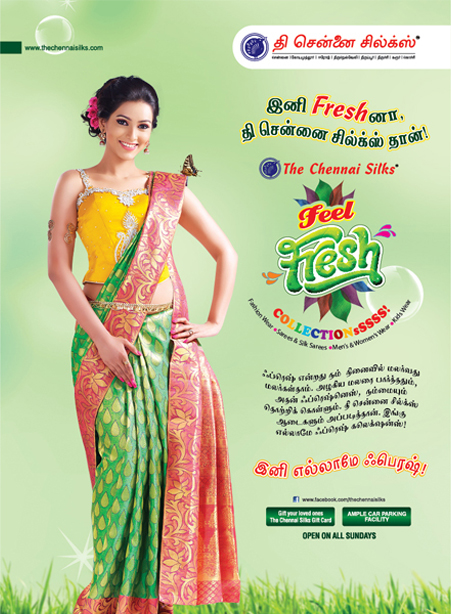 www.thechennaisilks.com
தி சென்னை சில்க்ஸ்
இனி Freshனா,
தி சென்னை சில்க்ஸ் தான்!
The Chennai Silks
Feel
Fresh
COLLECTIONsSSSS!
Fashion Wear • Sarees & Silk Sarees • Men's & Women's Wear • Kids Wear
ஃப்ரெஷ் என்றது நம் நினைவில் மலர்வது
மலர்கள்தாம். அழகிய மலரை பகத்ததும்,
அதன் ஃப்ரெஷ்னெஸ், நம்மையும்
தொற்றிக் கொள்ளும். தி சென்னை சில்க்ஸ்
ஆடைகளும் அப்படித்தான். இங்கு
எல்லாமே ஃப்ரெஷ் கலெக்‌ஷன்ஸ்!
இனி எல்லாமே ஃபெரஷ்!
www.facebook.com/thechennaisilks
Gift your loved ones
The Chennai Silks Gift Card
AMPLE CAR PARKING
FACILITY
OPEN ON ALL SUNDAYS